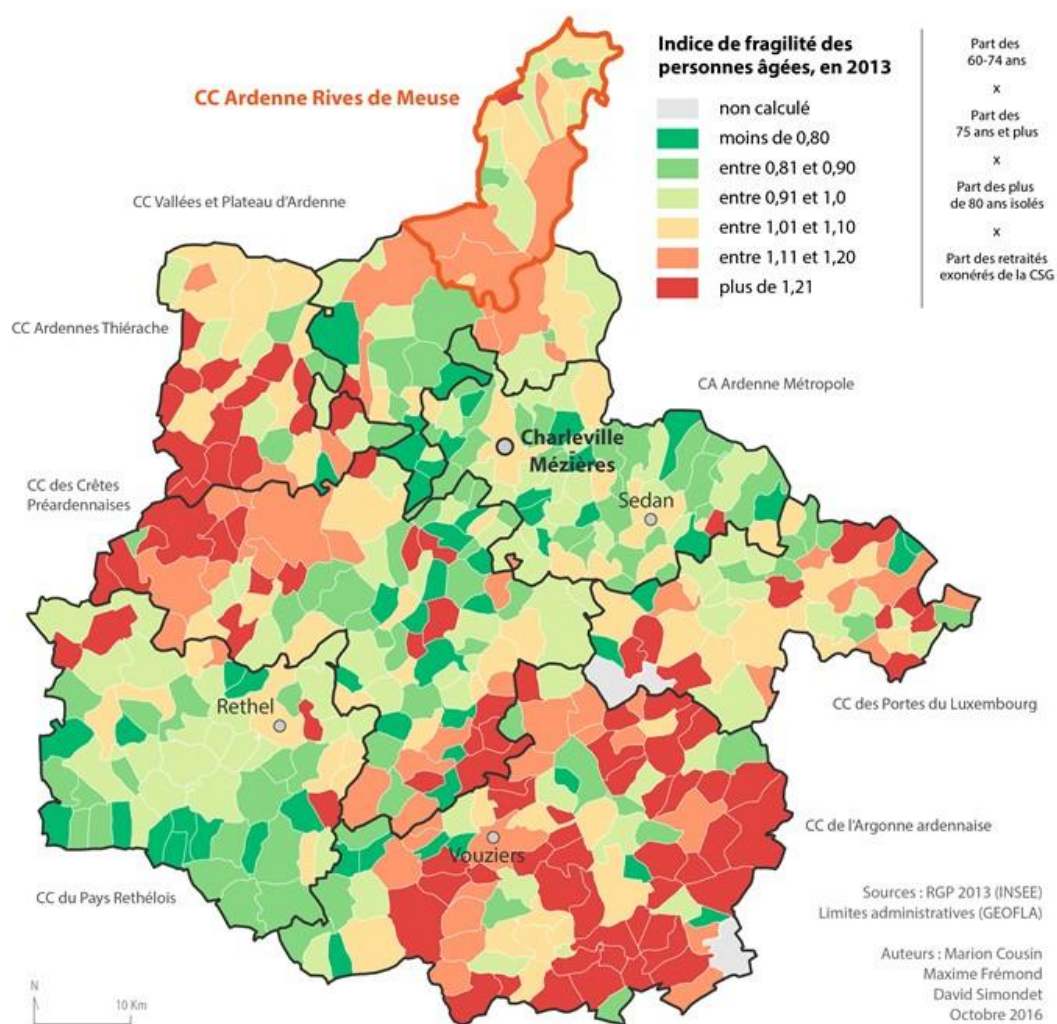 Indice de fragilité des
personnes âgées, en 2013
non calculé
moins de 0,80
entre 0,81 et 0,90
entre 0,91 et 1,0
entre 1,01 et 1,10
entre 1,11 et 1,20
plus de 1,21
Part des
60-74 ans
x
Part des
75 ans et plus
x
Part des plus
de 80 ans isolés
x
Part des retraités
exonérés de la CSG
CC Ardenne Rives de Meuse
CC Vallées et Plateau d'Ardenne
CC Ardennes Thiérache
CA Ardenne Métropole
Charleville
Mézières
CC des Crêtes
Préardennaises
Sedan
Rethel
CC des Portes du Luxembourg
CC de l'Argonne ardennaise
Vouziers
CC du Pays Rethélois
Sources : RGP 2013 (INSEE)
Limites administratives (GEOFLA)
Auteurs : Marion Cousin
Maxime Frémond
David Simondet
Octobre 2016
N
10 Km